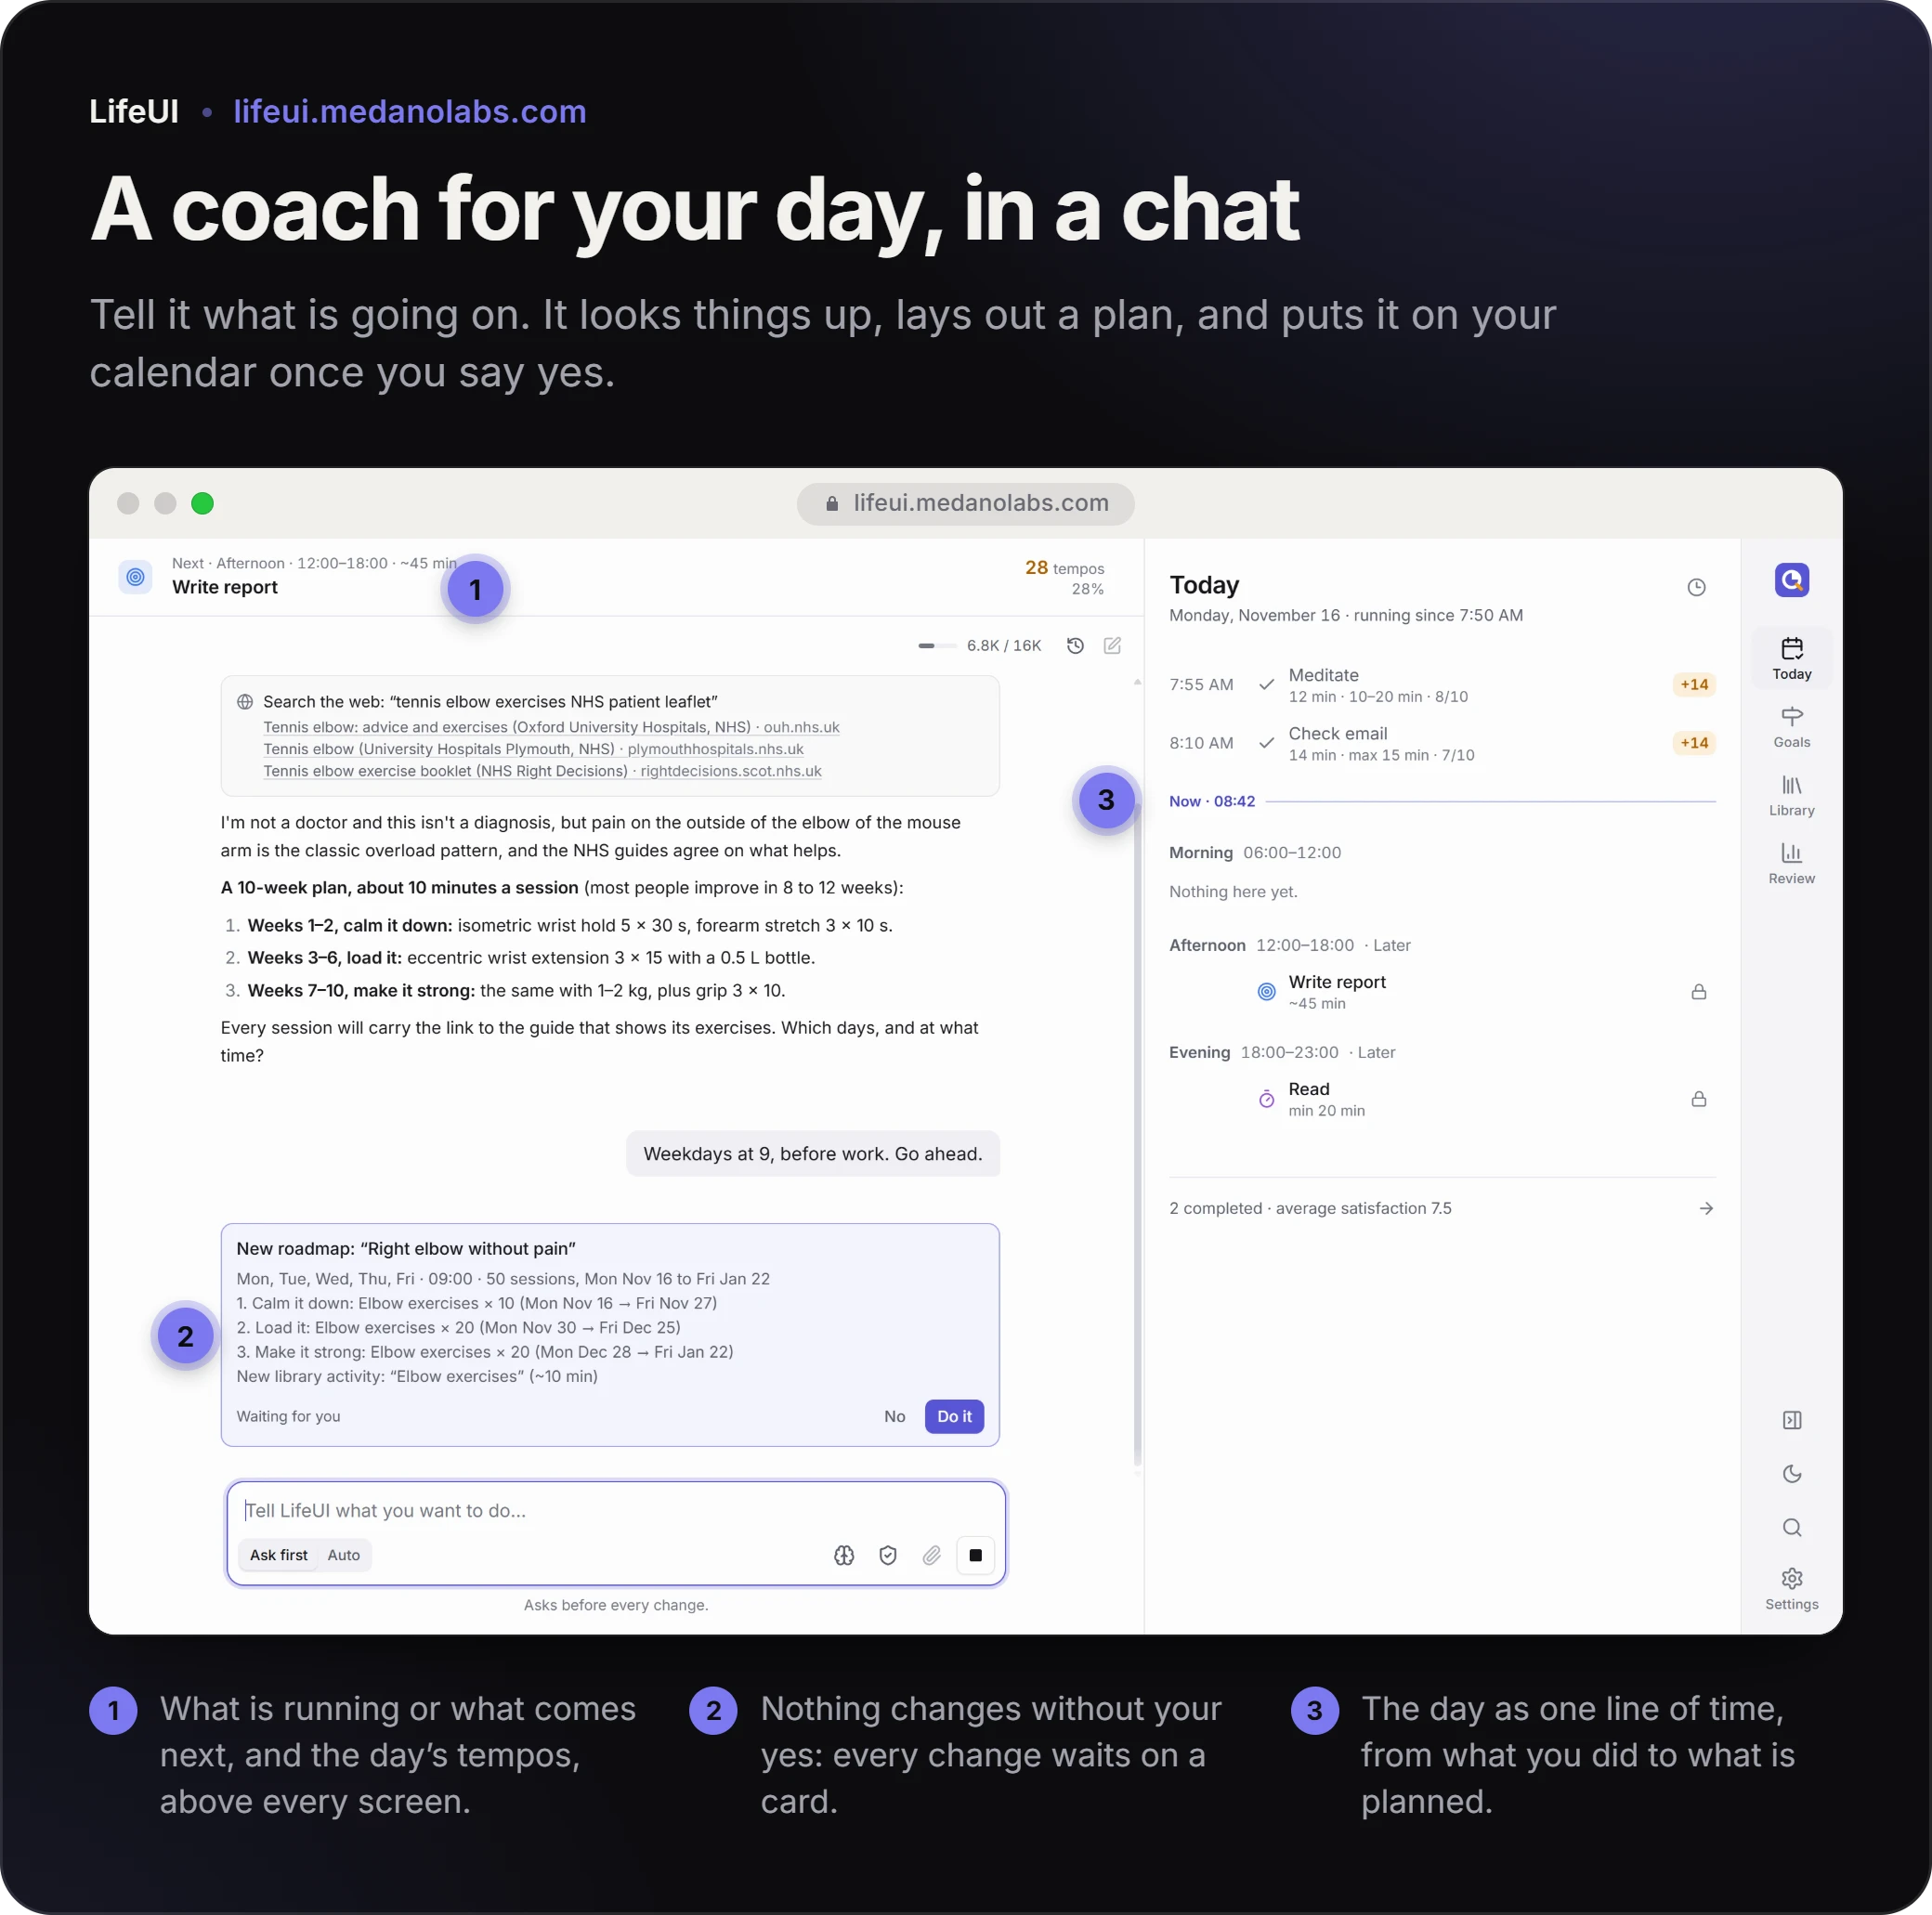 LifeUI • lifeui.medanolabs.com
A coach for your day, in a chat
Tell it what is going on. It looks things up, lays out a plan, and puts it on your
calendar once you say yes.
lifeui.medanolabs.com
Next · Afternoon · 12:00–18:00 · ~45 min
Write report
1
28 tempos
28%
6.8K / 16K
Search the web: “tennis elbow exercises NHS patient leaflet”
Tennis elbow: advice and exercises (Oxford University Hospitals, NHS) · ouh.nhs.uk
Tennis elbow (University Hospitals Plymouth, NHS) · plymouthhospitals.nhs.uk
Tennis elbow exercise booklet (NHS Right Decisions) · rightdecisions.scot.nhs.uk
I'm not a doctor and this isn't a diagnosis, but pain on the outside of the elbow of the mouse
arm is the classic overload pattern, and the NHS guides agree on what helps.
A 10-week plan, about 10 minutes a session (most people improve in 8 to 12 weeks):
1. Weeks 1–2, calm it down: isometric wrist hold 5 × 30 s, forearm stretch 3 × 10 s.
2. Weeks 3–6, load it: eccentric wrist extension 3 × 15 with a 0.5 L bottle.
3. Weeks 7–10, make it strong: the same with 1–2 kg, plus grip 3 × 10.
Every session will carry the link to the guide that shows its exercises. Which days, and at what
time?
Weekdays at 9, before work. Go ahead.
2
New roadmap: “Right elbow without pain”
Mon, Tue, Wed, Thu, Fri · 09:00 · 50 sessions, Mon Nov 16 to Fri Jan 22
1. Calm it down: Elbow exercises × 10 (Mon Nov 16 → Fri Nov 27)
2. Load it: Elbow exercises × 20 (Mon Nov 30 → Fri Dec 25)
3. Make it strong: Elbow exercises × 20 (Mon Dec 28 → Fri Jan 22)
New library activity: “Elbow exercises” (~10 min)
Waiting for you
No
Do it
Tell LifeUI what you want to do...
Ask first
Auto
Asks before every change.
3
Today
Monday, November 16 · running since 7:50 AM
7:55 AM Meditate +14
12 min · 10–20 min · 8/10
8:10 AM Check email +14
14 min · max 15 min · 7/10
Now · 08:42
Morning 06:00–12:00
Nothing here yet.
Afternoon 12:00–18:00 · Later
Write report
~45 min
Evening 18:00–23:00 · Later
Read
min 20 min
2 completed · average satisfaction 7.5
Today
Goals
Library
Review
Settings
1 What is running or what comes
next, and the day’s tempos,
above every screen.
2 Nothing changes without your
yes: every change waits on a
card.
3 The day as one line of time,
from what you did to what is
planned.